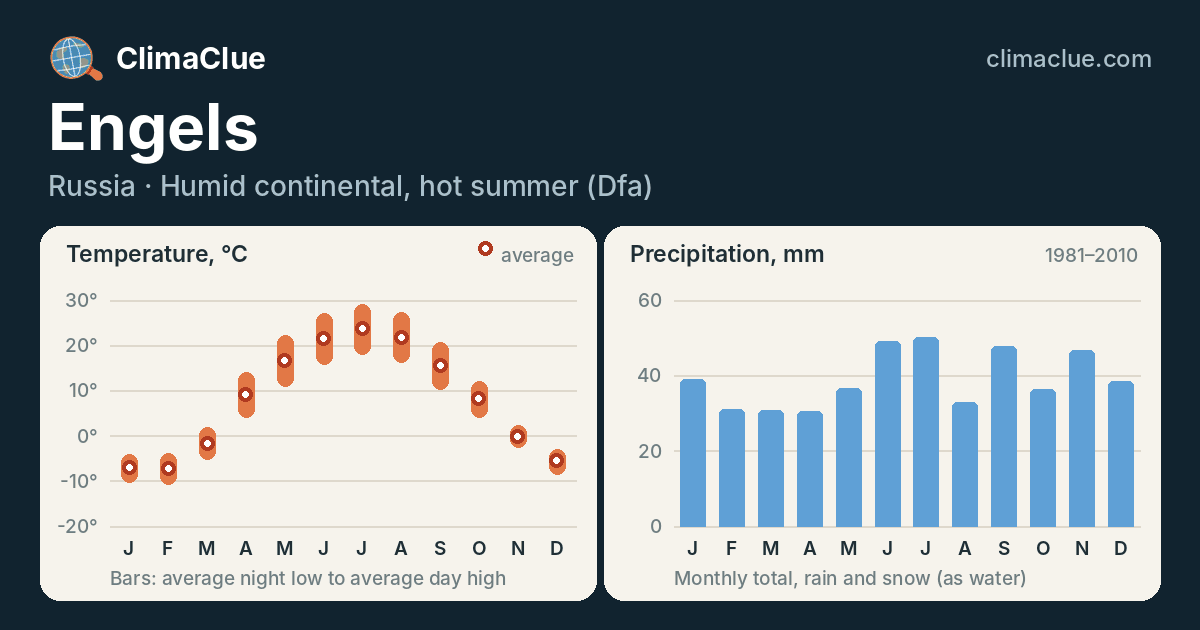 ClimaClue
climaclue.com
Engels
Russia · Humid continental, hot summer (Dfa)
Temperature, °C
average
30°
20°
10°
0°
-10°
-20°
J F M A M J J A S O N D
Bars: average night low to average day high
Precipitation, mm
1981–2010
60
40
20
0
J F M A M J J A S O N D
Monthly total, rain and snow (as water)